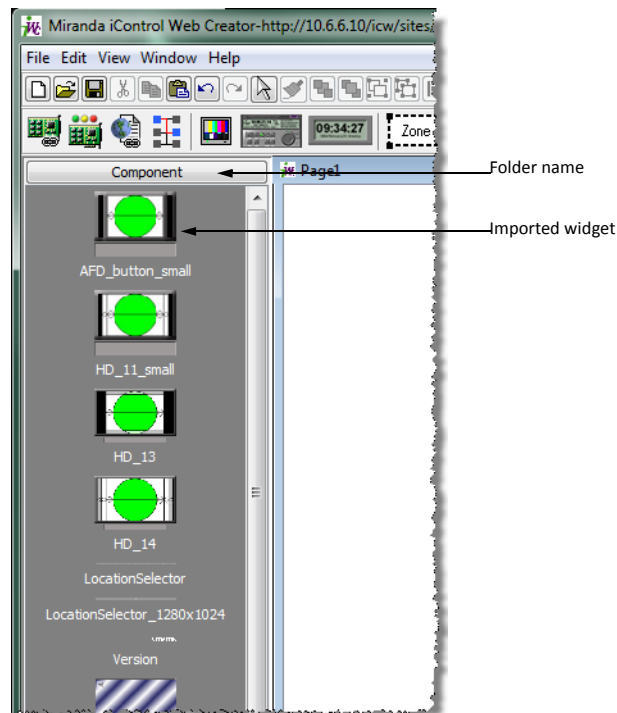 Miranda iControl Web Creator-http://10.6.6.10/icw/sites
File Edit View Window Help
09:34:27
Zone
Component
Page1
Folder name
Imported widget
AFD_button_small
HD_11_small
HD_13
HD_14
LocationSelector
LocationSelector_1280x1024
Version